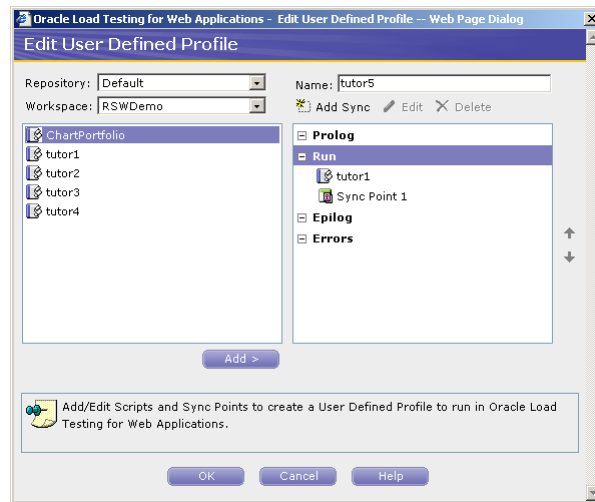 Oracle Load Testing for Web Applications - Edit User Defined Profile -- Web Page Dialog
Edit User Defined Profile
Repository: Default
Name: tutor5
Workspace: RSWDemo
Add Sync Edit Delete
ChartPortfolio
tutor1
tutor2
tutor3
tutor4
Prolog
Run
tutor1
Sync Point 1
Epilog
Errors
Add >
Add/Edit Scripts and Sync Points to create a User Defined Profile to run in Oracle Load
Testing for Web Applications.
OK Cancel Help